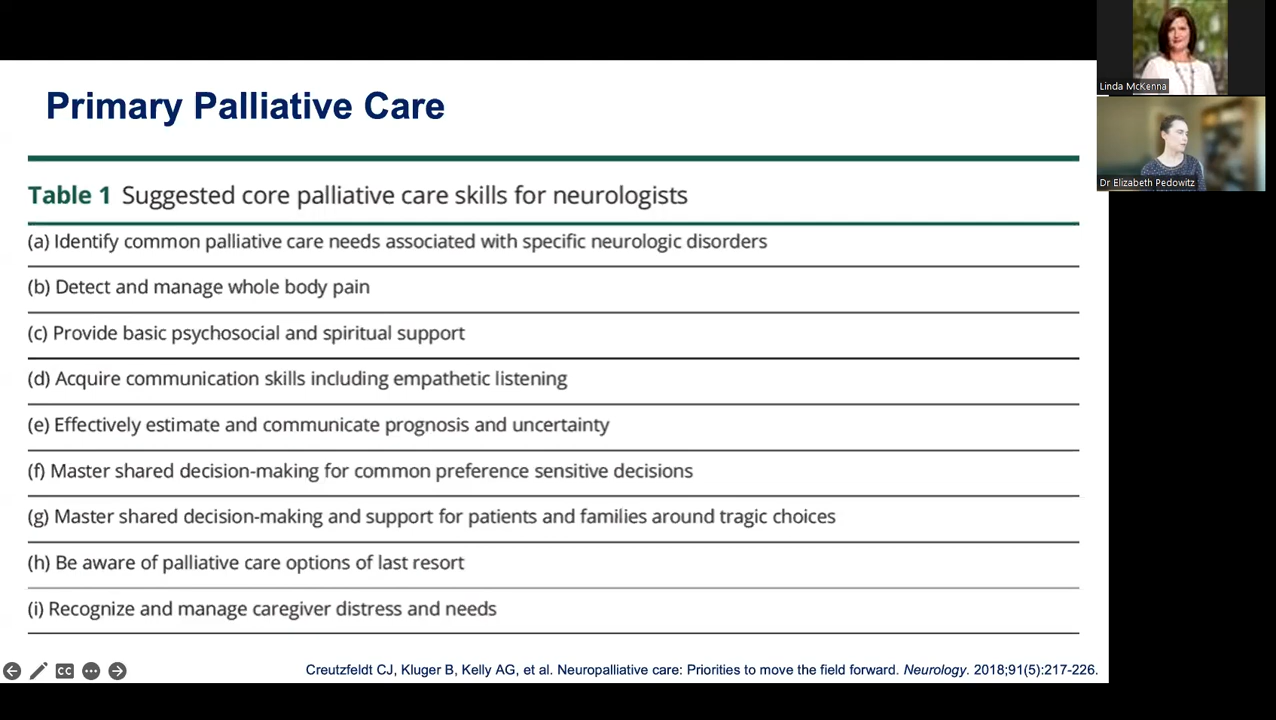 Primary Palliative Care
Table 1 Suggested core palliative care skills for neurologists
(a) Identify common palliative care needs associated with specific neurologic disorders
(b) Detect and manage whole body pain
(c) Provide basic psychosocial and spiritual support
(d) Acquire communication skills including empathetic listening
(e) Effectively estimate and communicate prognosis and uncertainty
(f) Master shared decision-making for common preference sensitive decisions
(g) Master shared decision-making and support for patients and families around tragic choices
(h) Be aware of palliative care options of last resort
(i) Recognize and manage caregiver distress and needs
CC
Creutzfeldt CJ, Kluger B, Kelly AG, et al. Neuropalliative care: Priorities to move the field forward. Neurology. 2018;91(5):217-226.
Linda McKenna
Dr Elizabeth Pedowitz